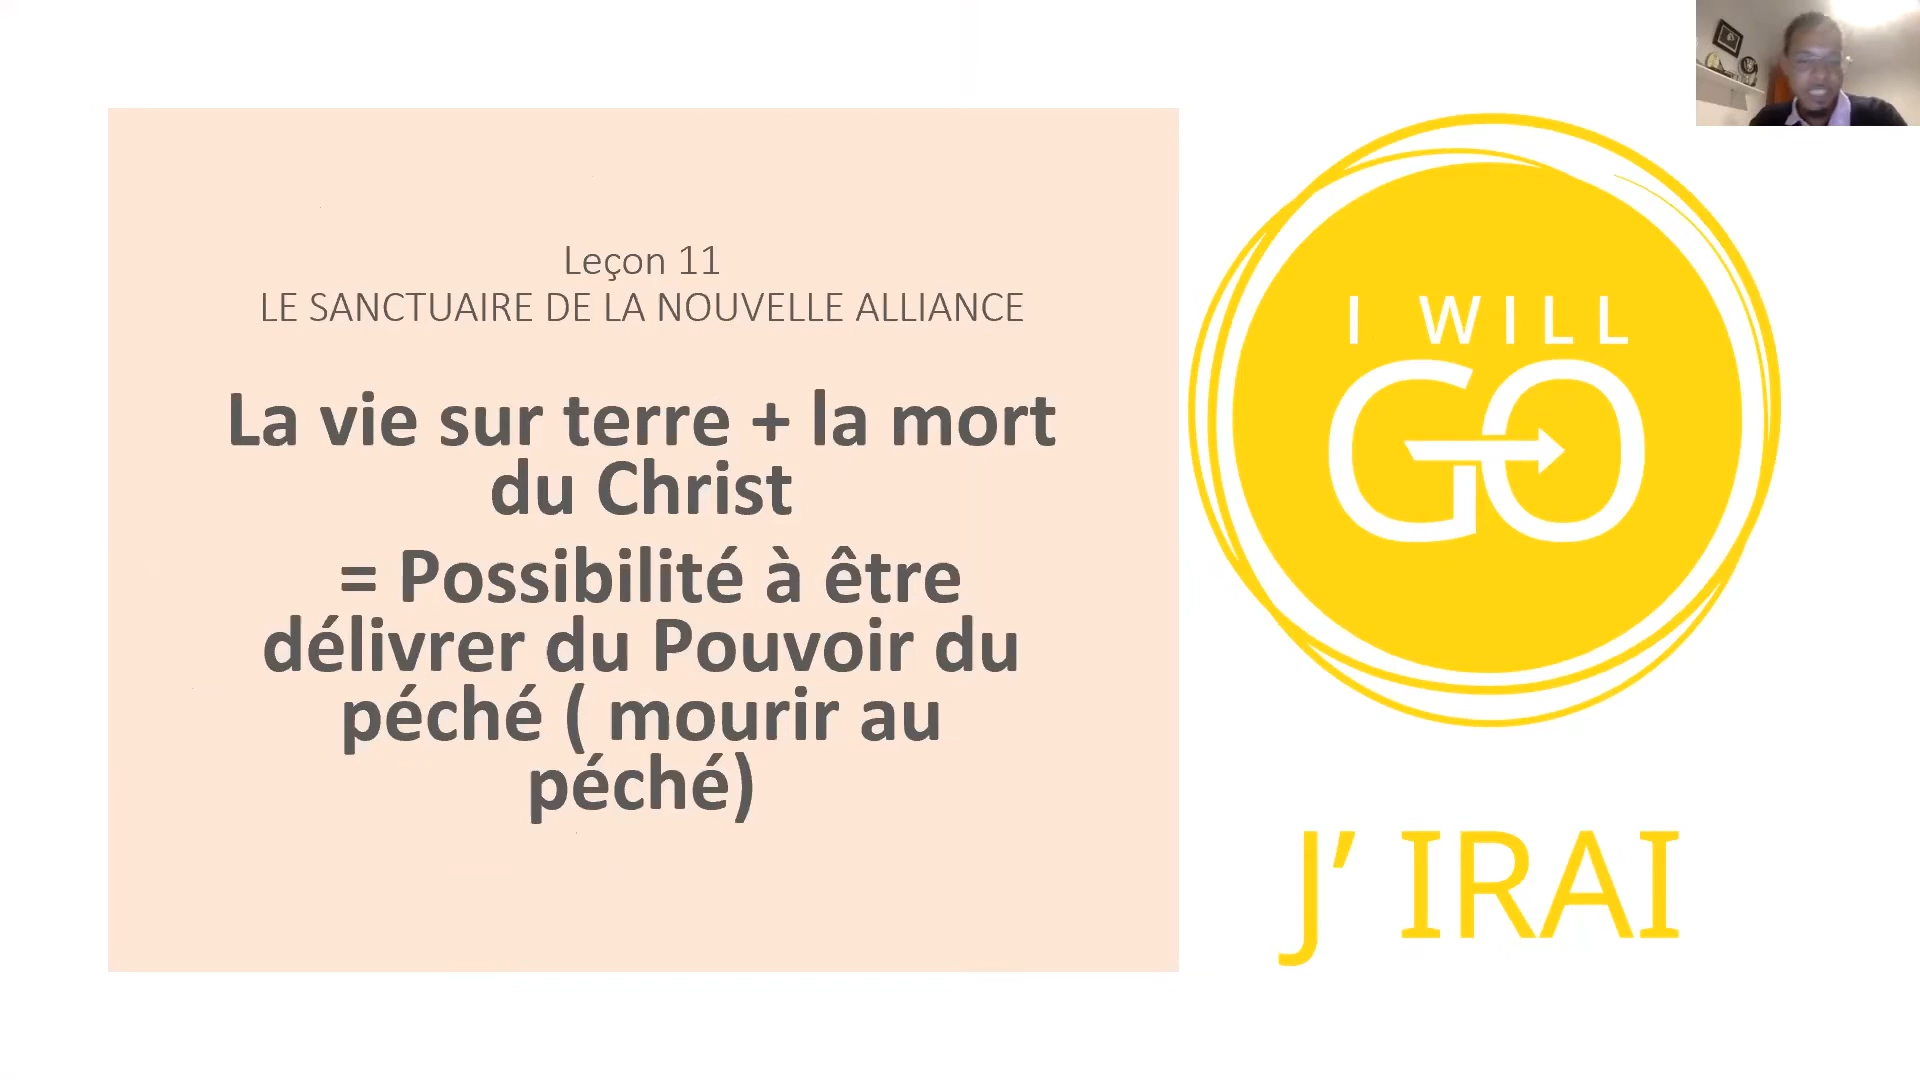 Leçon 11
LE SANCTUAIRE DE LA NOUVELLE ALLIANCE
La vie sur terre + la mort
du Christ
= Possibilité à être
délivrer du Pouvoir du
péché ( mourir au
péché)
I WILL
GO
J’ IRAI